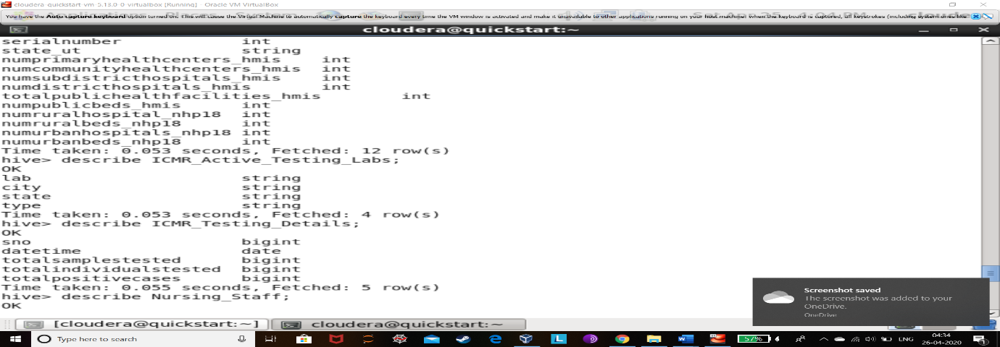 cloudera_quickstart_vm_5.13.0-0-virtualbox [Running] - Oracle VM VirtualBox
You have the Auto capture keyboard option turned on. This will cause the Virtual Machine to automatically capture the keyboard every time the VM window is activated and make it unavailable to other applications running on your host machine: when the keyboard is captured, all keystrokes (including system ones like
cloudera@quickstart:~
serialnumber int
state_ut string
numprimaryhealthcenters_hmis int
numcommunityhealthcenters_hmis int
numsubdistricthospitals_hmis int
numdistricthospitals_hmis int
totalpublichealthfacilities_hmis int
numpublicbeds_hmis int
numruralhospital_nhp18 int
numruralbeds_nhp18 int
numurbanhospitals_nhp18 int
numurbanbeds_nhp18 int
Time taken: 0.053 seconds, Fetched: 12 row(s)
hive> describe ICMR_Active_Testing_Labs;
OK
lab string
city string
state string
type string
Time taken: 0.053 seconds, Fetched: 4 row(s)
hive> describe ICMR_Testing_Details;
OK
sno bigint
datetime date
totalsamplestested bigint
totalindividualstested bigint
totalpositivecases bigint
Time taken: 0.055 seconds, Fetched: 5 row(s)
hive> describe Nursing_Staff;
OK
Screenshot saved
The screenshot was added to your
OneDrive.
OneDrive
[cloudera@quickstart:~] cloudera@quickstart:~
Type here to search
57%
ENG
04:34
26-04-2020